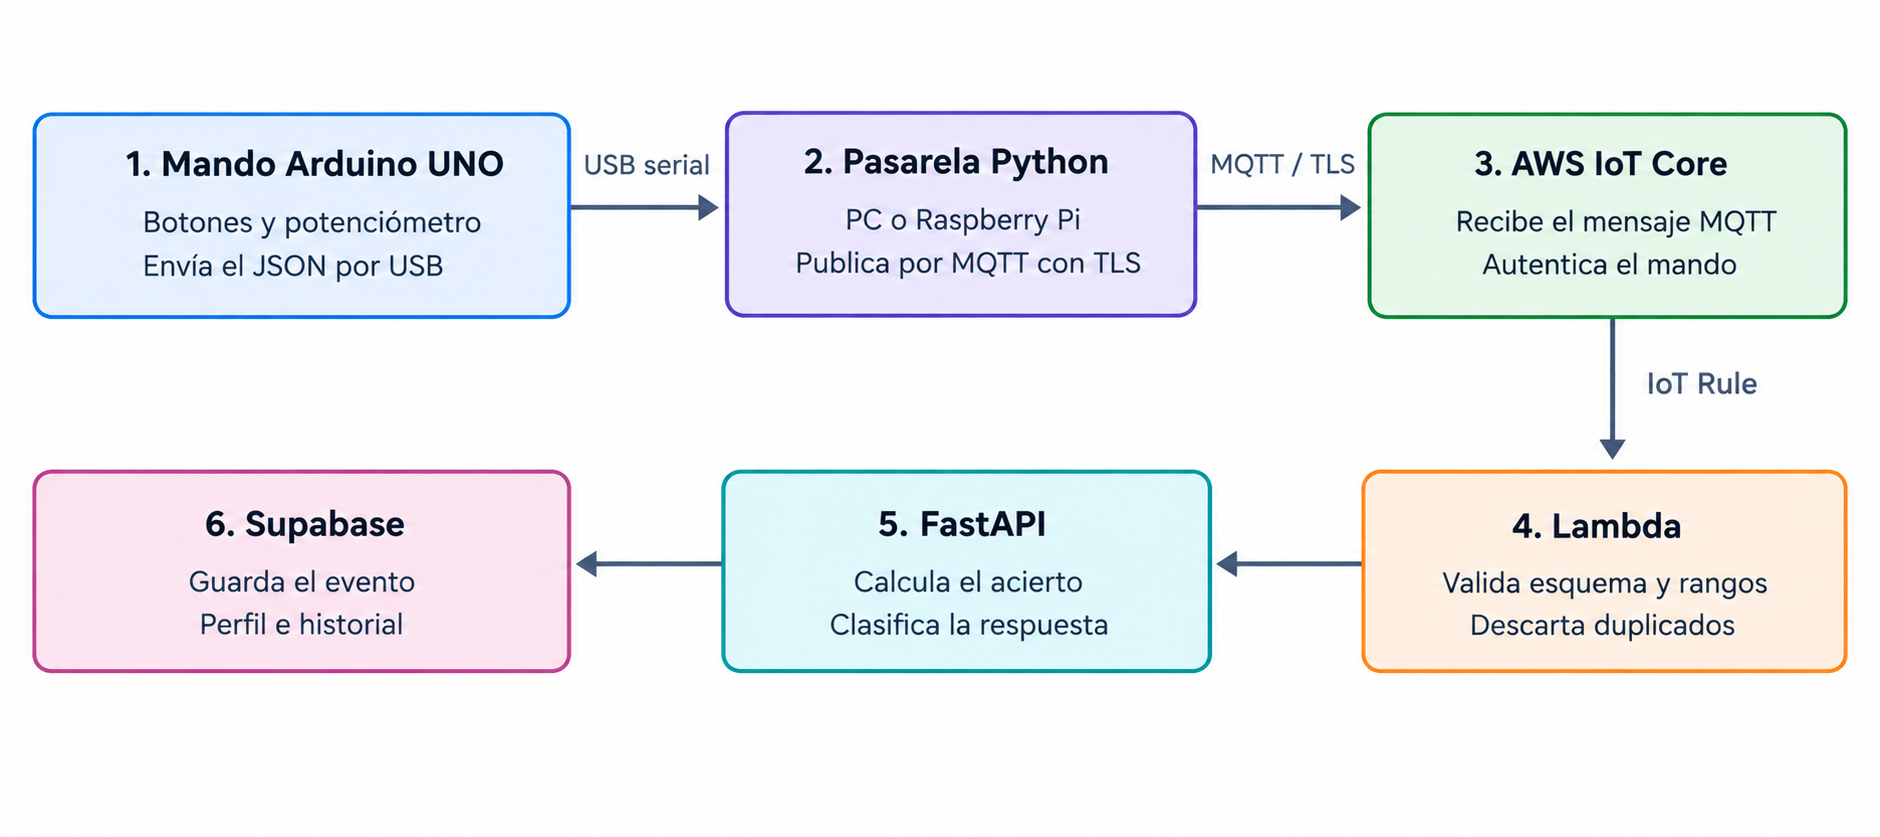 1. Mando Arduino UNO
Botones y potenciómetro
Envía el JSON por USB
USB serial
2. Pasarela Python
PC o Raspberry Pi
Publica por MQTT con TLS
MQTT / TLS
3. AWS IoT Core
Recibe el mensaje MQTT
Autentica el mando
IoT Rule
4. Lambda
Valida esquema y rangos
Descarta duplicados
5. FastAPI
Calcula el acierto
Clasifica la respuesta
6. Supabase
Guarda el evento
Perfil e historial